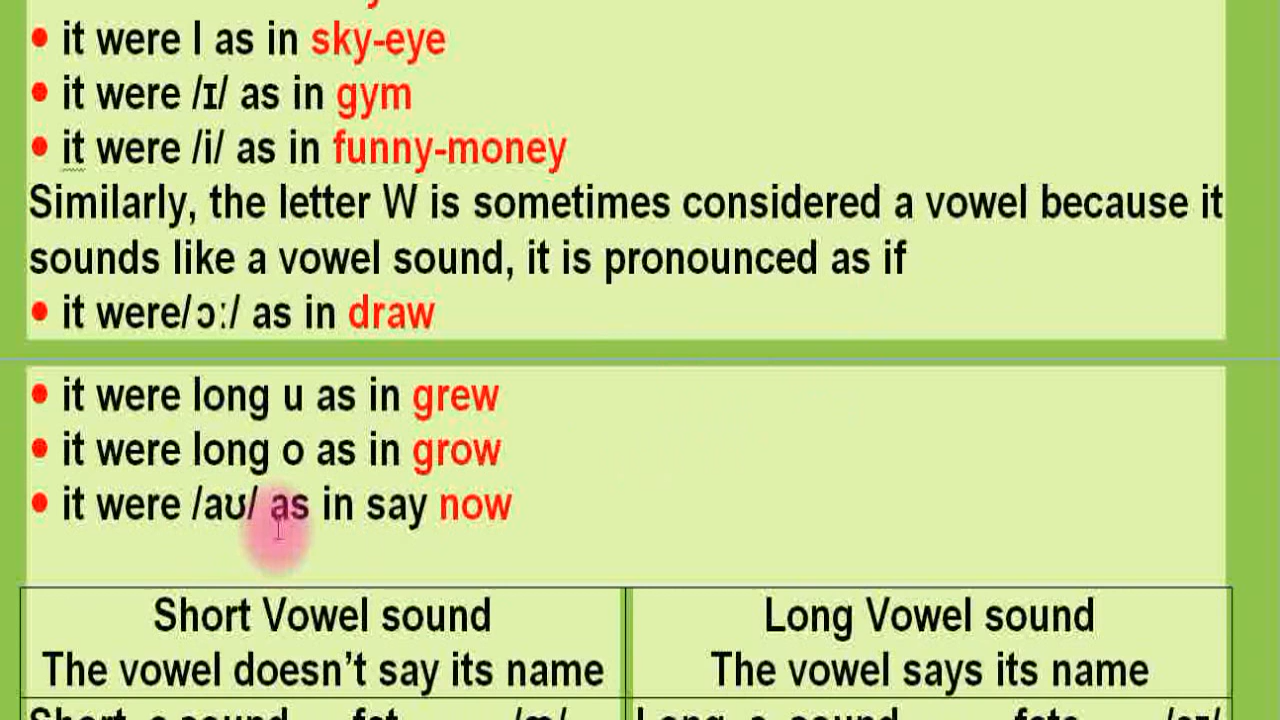 • it were I as in sky-eye
• it were /ɪ/ as in gym
• it were /i/ as in funny-money
Similarly, the letter W is sometimes considered a vowel because it
sounds like a vowel sound, it is pronounced as if
• it were/ɔː/ as in draw
• it were long u as in grew
• it were long o as in grow
• it were /aʊ/ as in say now
Short Vowel sound
The vowel doesn’t say its name
Long Vowel sound
The vowel says its name